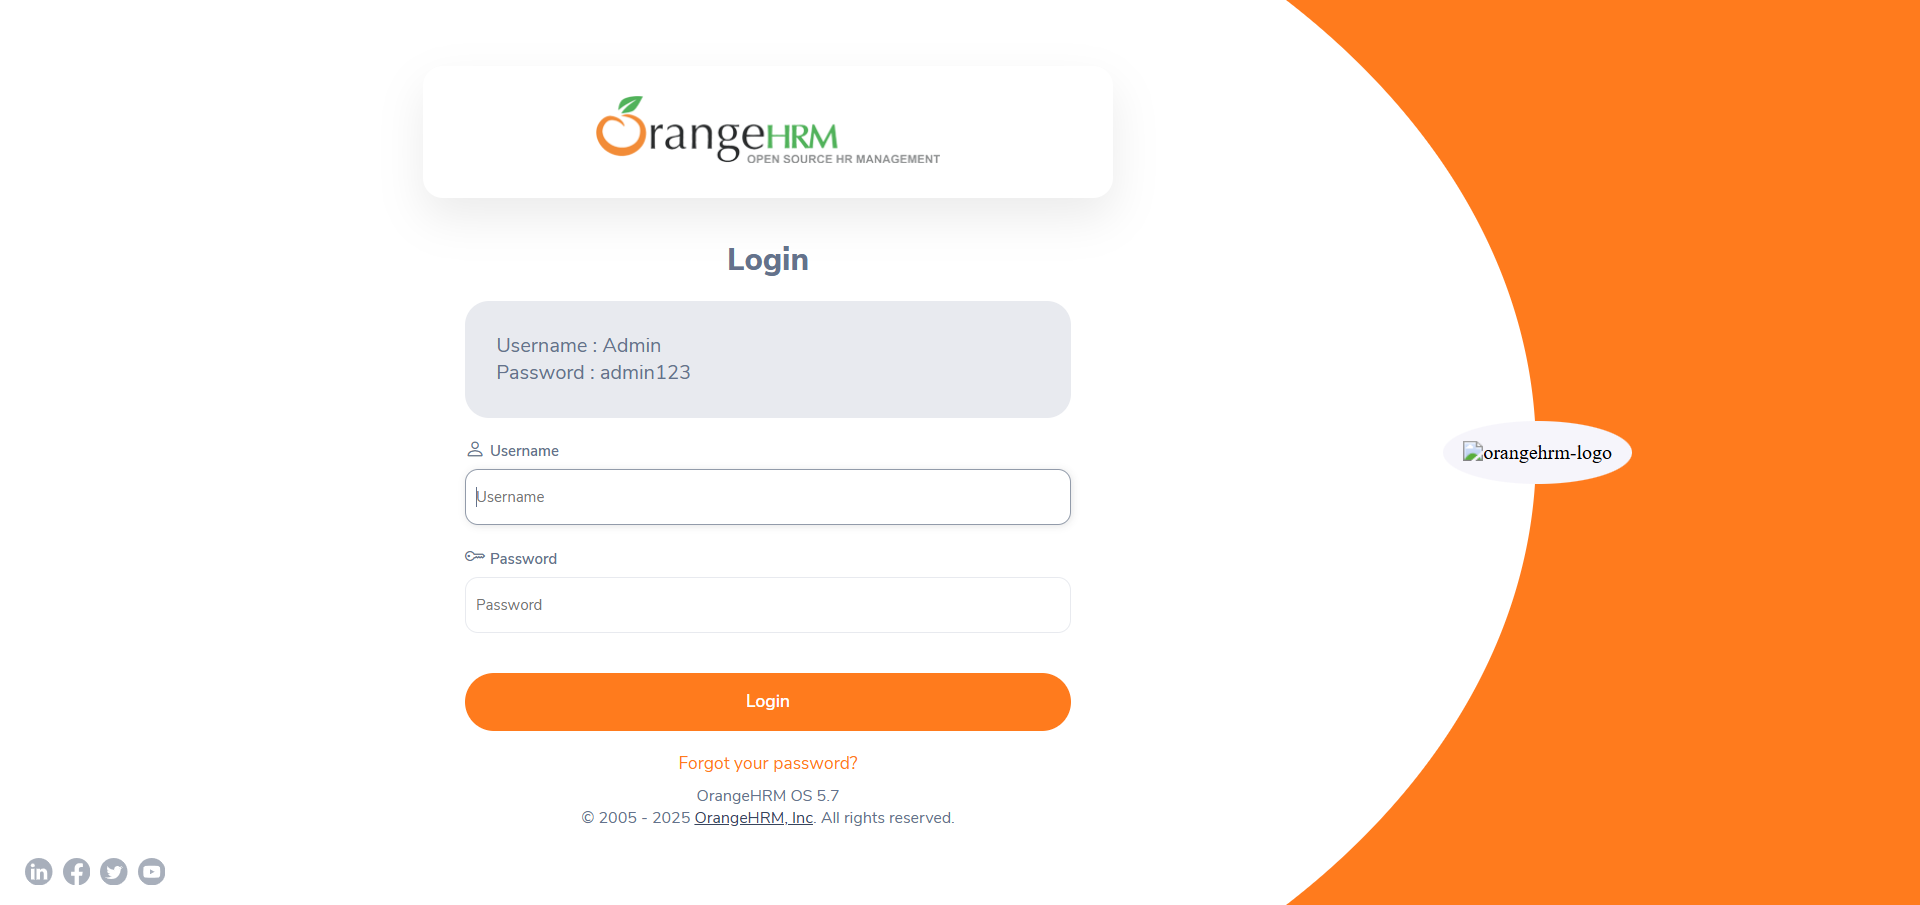 OrangeHRM
OPEN SOURCE HR MANAGEMENT
Login
Username : Admin
Password : admin123
Username
Username
Password
Password
Login
Forgot your password?
OrangeHRM OS 5.7
© 2005 - 2025 OrangeHRM, Inc. All rights reserved.
orangehrm-logo